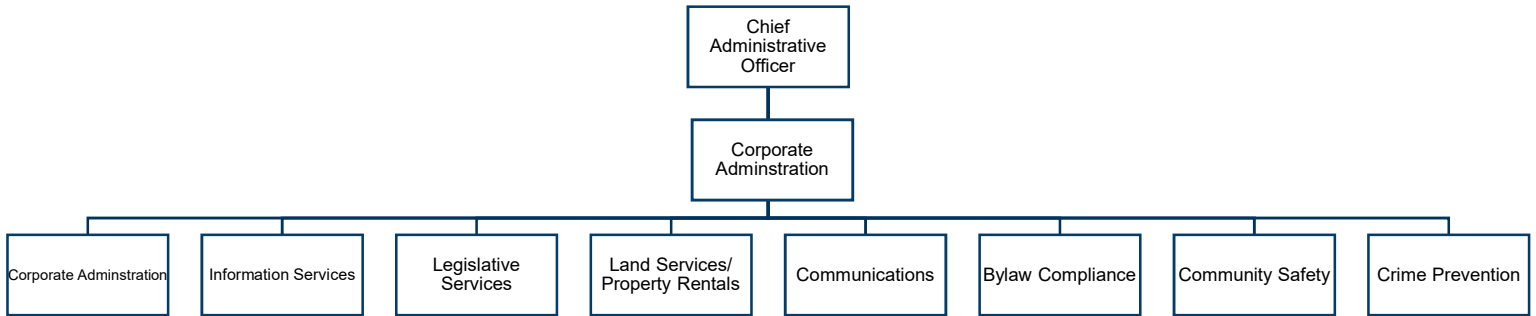 Chief
Administrative
Officer
Corporate
Adminstration
Corporate Adminstration
Information Services
Legislative
Services
Land Services/
Property Rentals
Communications
Bylaw Compliance
Community Safety
Crime Prevention